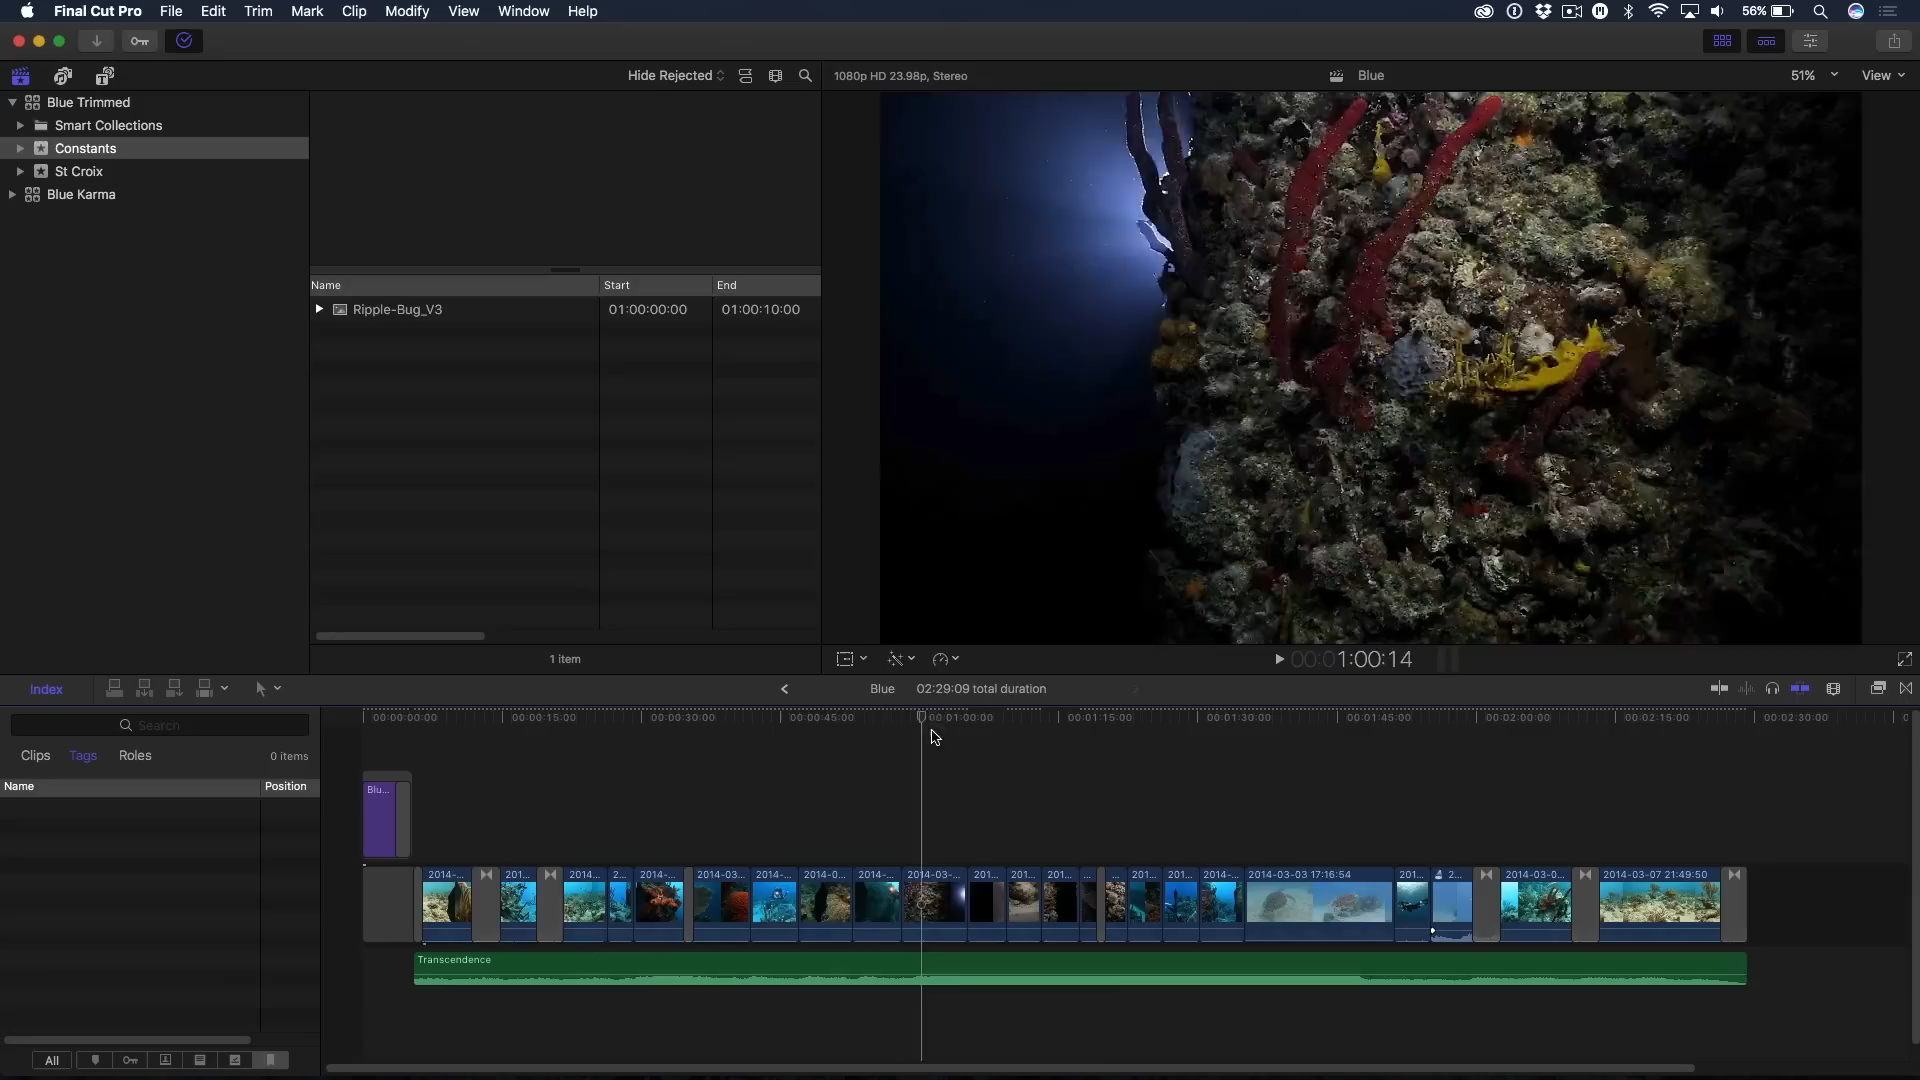 Final Cut Pro File Edit Trim Mark Clip Modify View Window Help 56%
Hide Rejected 1080p HD 23.98p, Stereo Blue 51% View
Blue Trimmed
Smart Collections
Constants
St Croix
Blue Karma
Name Start End
Ripple-Bug_V3 01:00:00:00 01:00:10:00
1 item 00:01:00:14
Index Blue 02:29:09 total duration
00:00:00:00 00:00:15:00 00:00:30:00 00:00:45:00 00:01:00:00 00:01:15:00 00:01:30:00 00:01:45:00 00:02:00:00 00:02:15:00 00:02:30:00
Search
Clips Tags Roles 0 items
Name Position
Blu...
2014-... 201... 2014... 2... 2014-... 2014-03... 2014-... 2014-0... 2014-... 2014-03-... 201... 201... 201... ... ... 201... 201... 2014-... 2014-03-03 17:16:54 201... 2... 2014-03-0... 2014-03-07 21:49:50
Transcendence
All